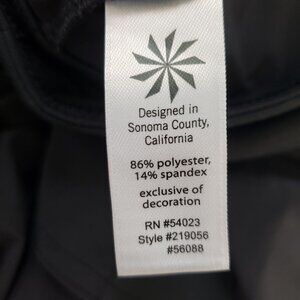 Designed in
Sonoma County,
California
86% polyester,
14% spandex
exclusive of
decoration
RN #54023
Style #219056
#56088